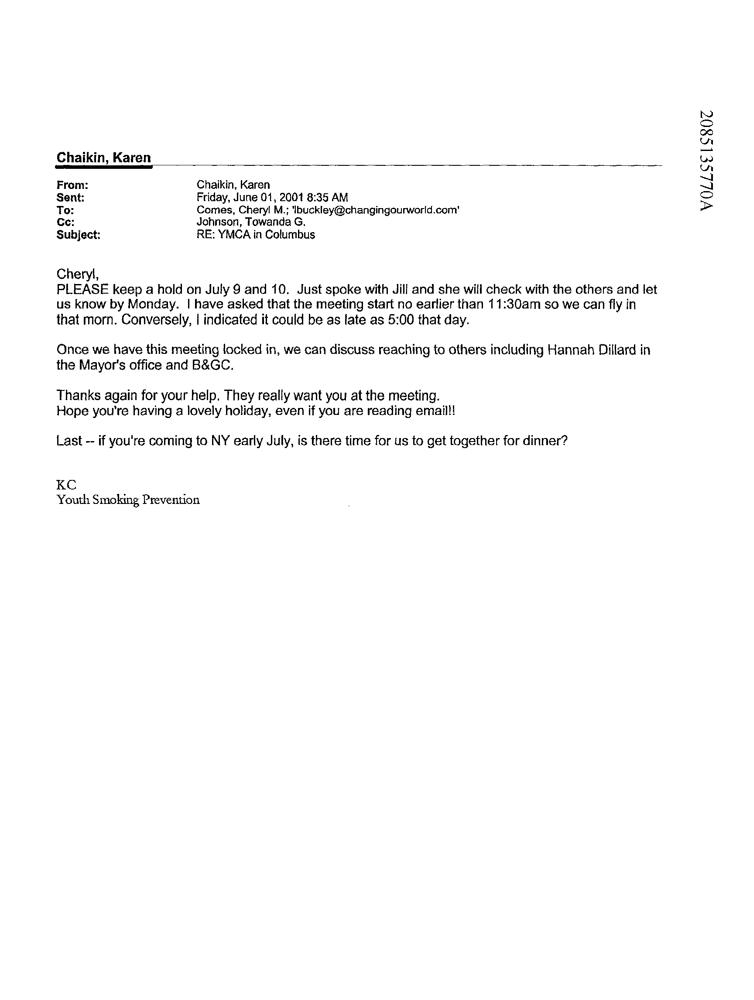 2085135770A
Chaikin, Karen
From: Chaikin, Karen
Sent: Friday, June 01, 2001 8:35 AM
To: Comes, Cheryl M.; 'lbuckley@changingourworld.com'
Cc: Johnson, Towanda G.
Subject: RE: YMCA in Columbus
Cheryl,
PLEASE keep a hold on July 9 and 10. Just spoke with Jill and she will check with the others and let
us know by Monday. I have asked that the meeting start no earlier than 11:30am so we can fly in
that morn. Conversely, I indicated it could be as late as 5:00 that day.
Once we have this meeting locked in, we can discuss reaching to others including Hannah Dillard in
the Mayor's office and B&GC.
Thanks again for your help. They really want you at the meeting.
Hope you're having a lovely holiday, even if you are reading email!!
Last -- if you're coming to NY early July, is there time for us to get together for dinner?
KC
Youth Smoking Prevention